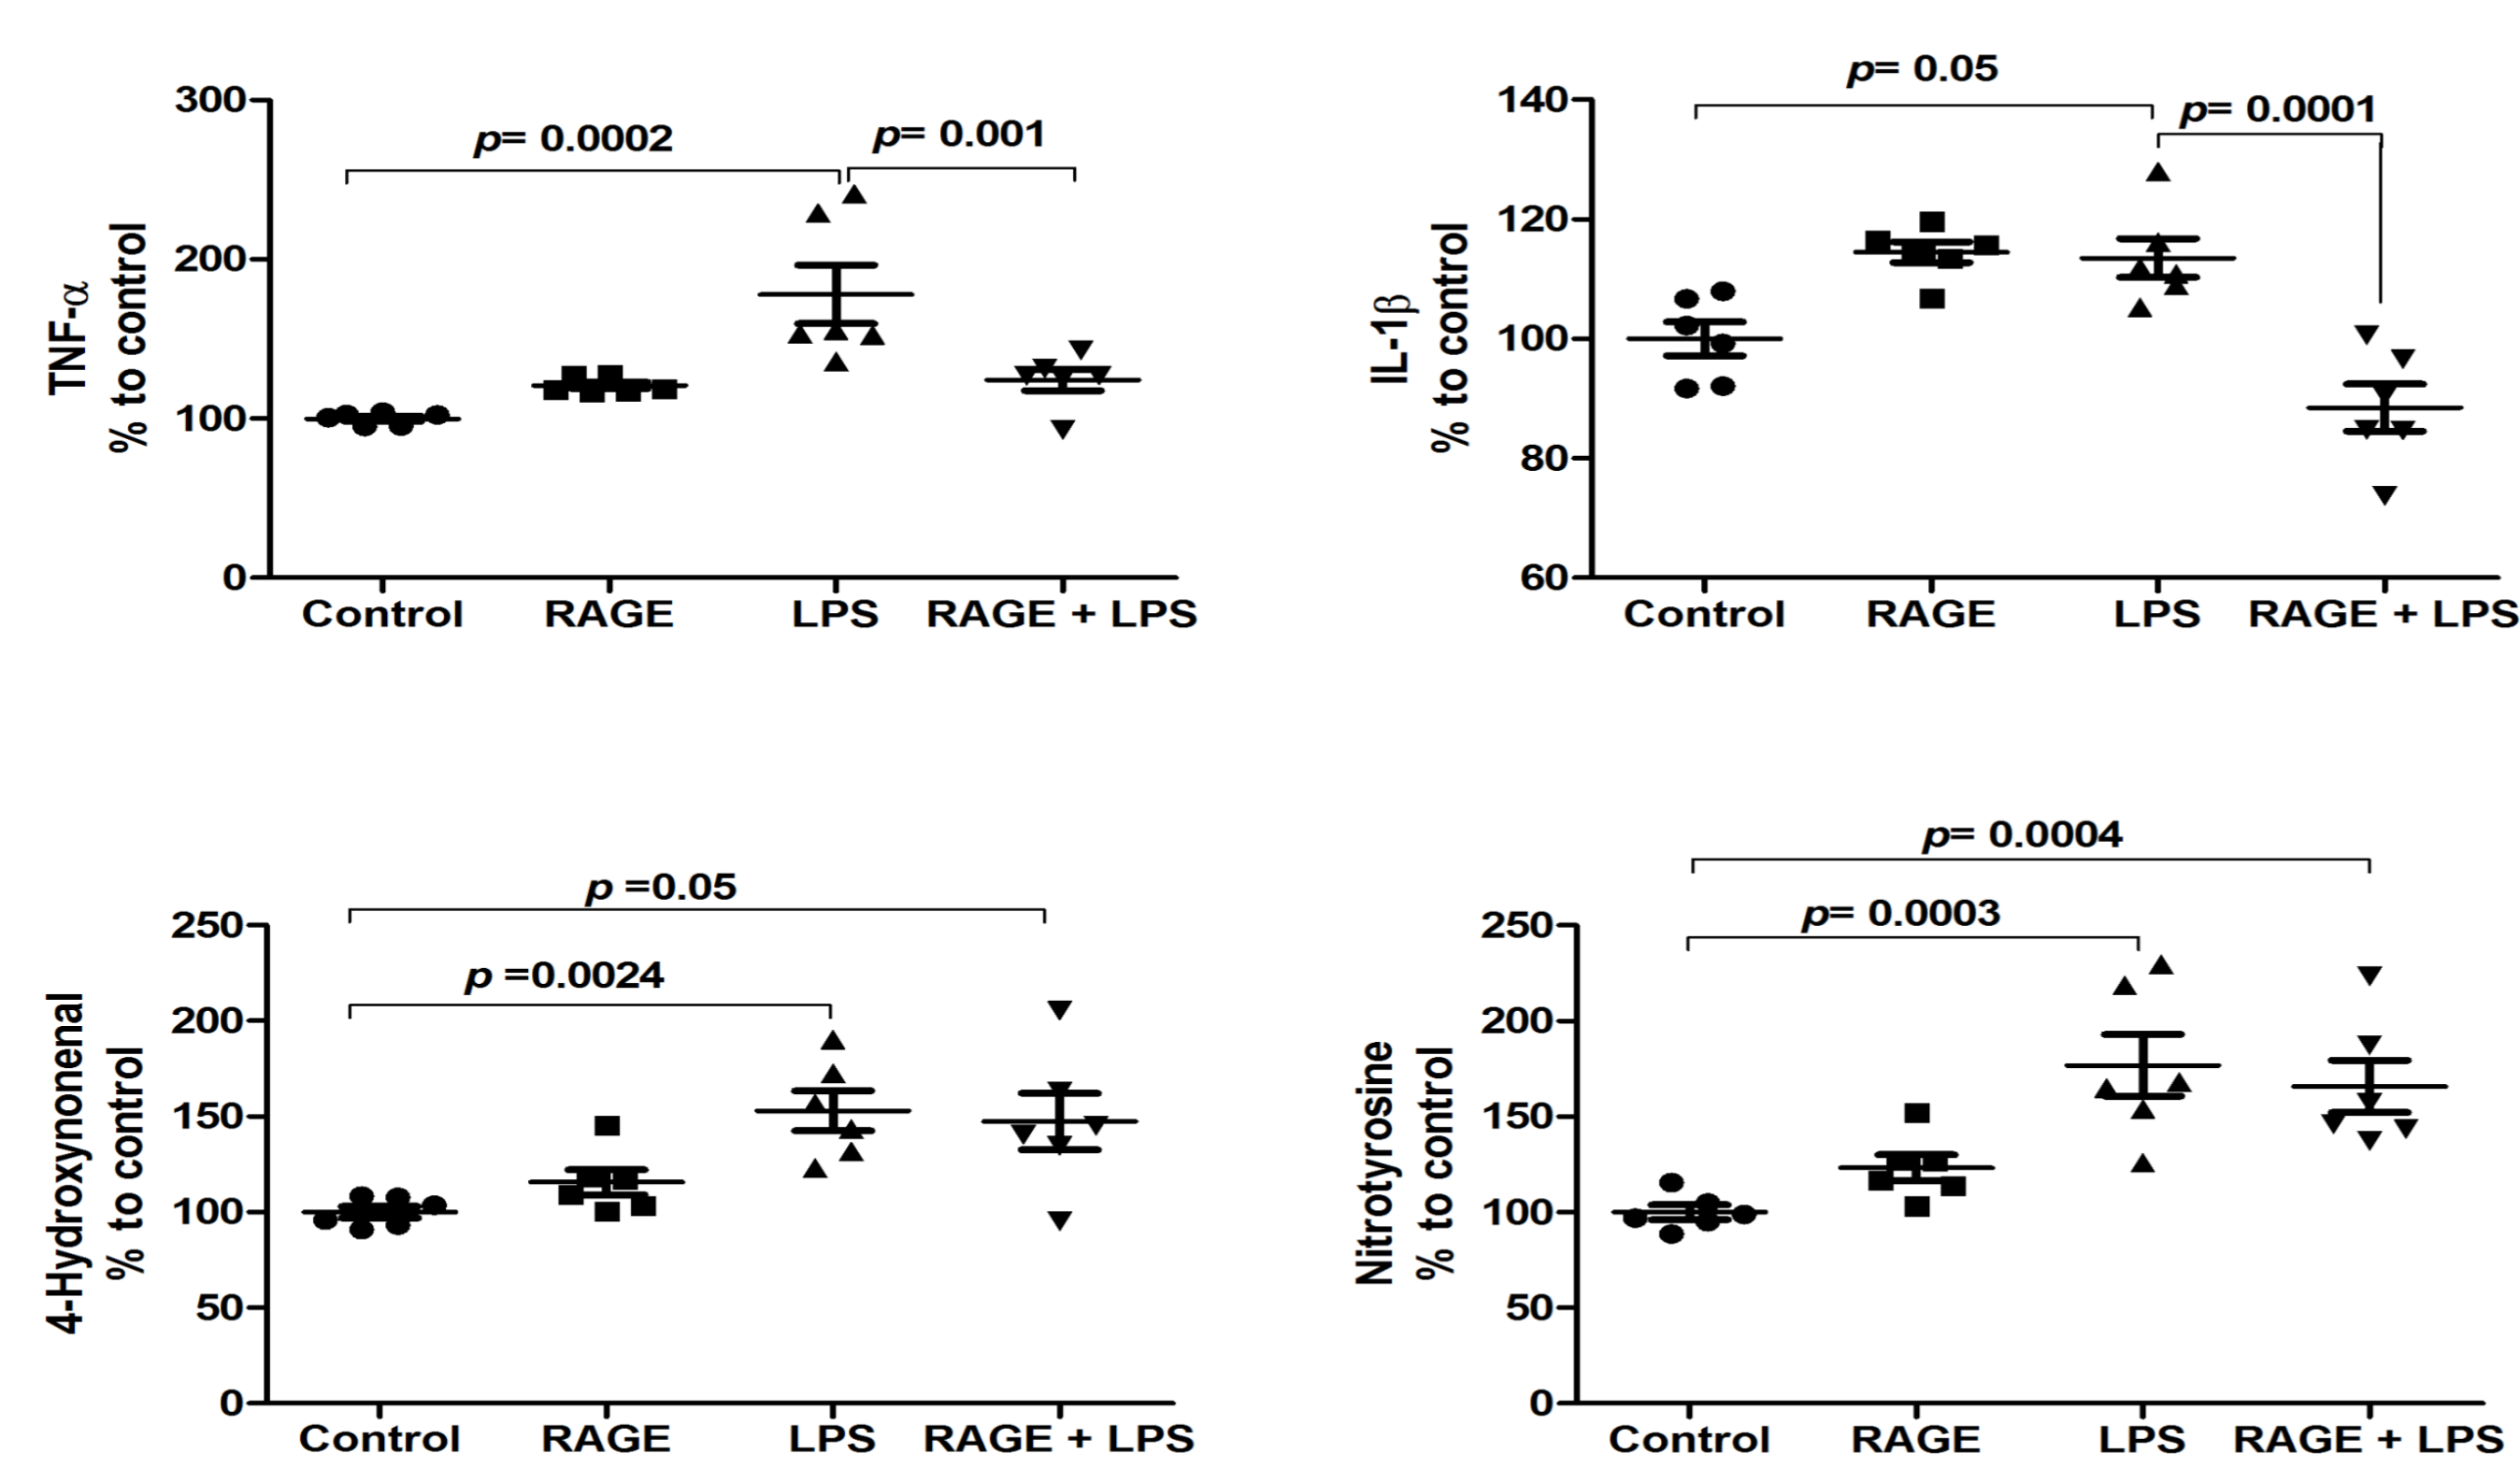 p= 0.0002
p= 0.001
300
200
100
0
TNF-α
% to control
Control RAGE LPS RAGE + LPS
p= 0.05
p= 0.0001
140
120
100
80
60
IL-1β
% to control
Control RAGE LPS RAGE + LPS
p =0.05
p =0.0024
250
200
150
100
50
0
4-Hydroxynonenal
% to control
Control RAGE LPS RAGE + LPS
p= 0.0004
p= 0.0003
250
200
150
100
50
0
Nitrotyrosine
% to control
Control RAGE LPS RAGE + LPS